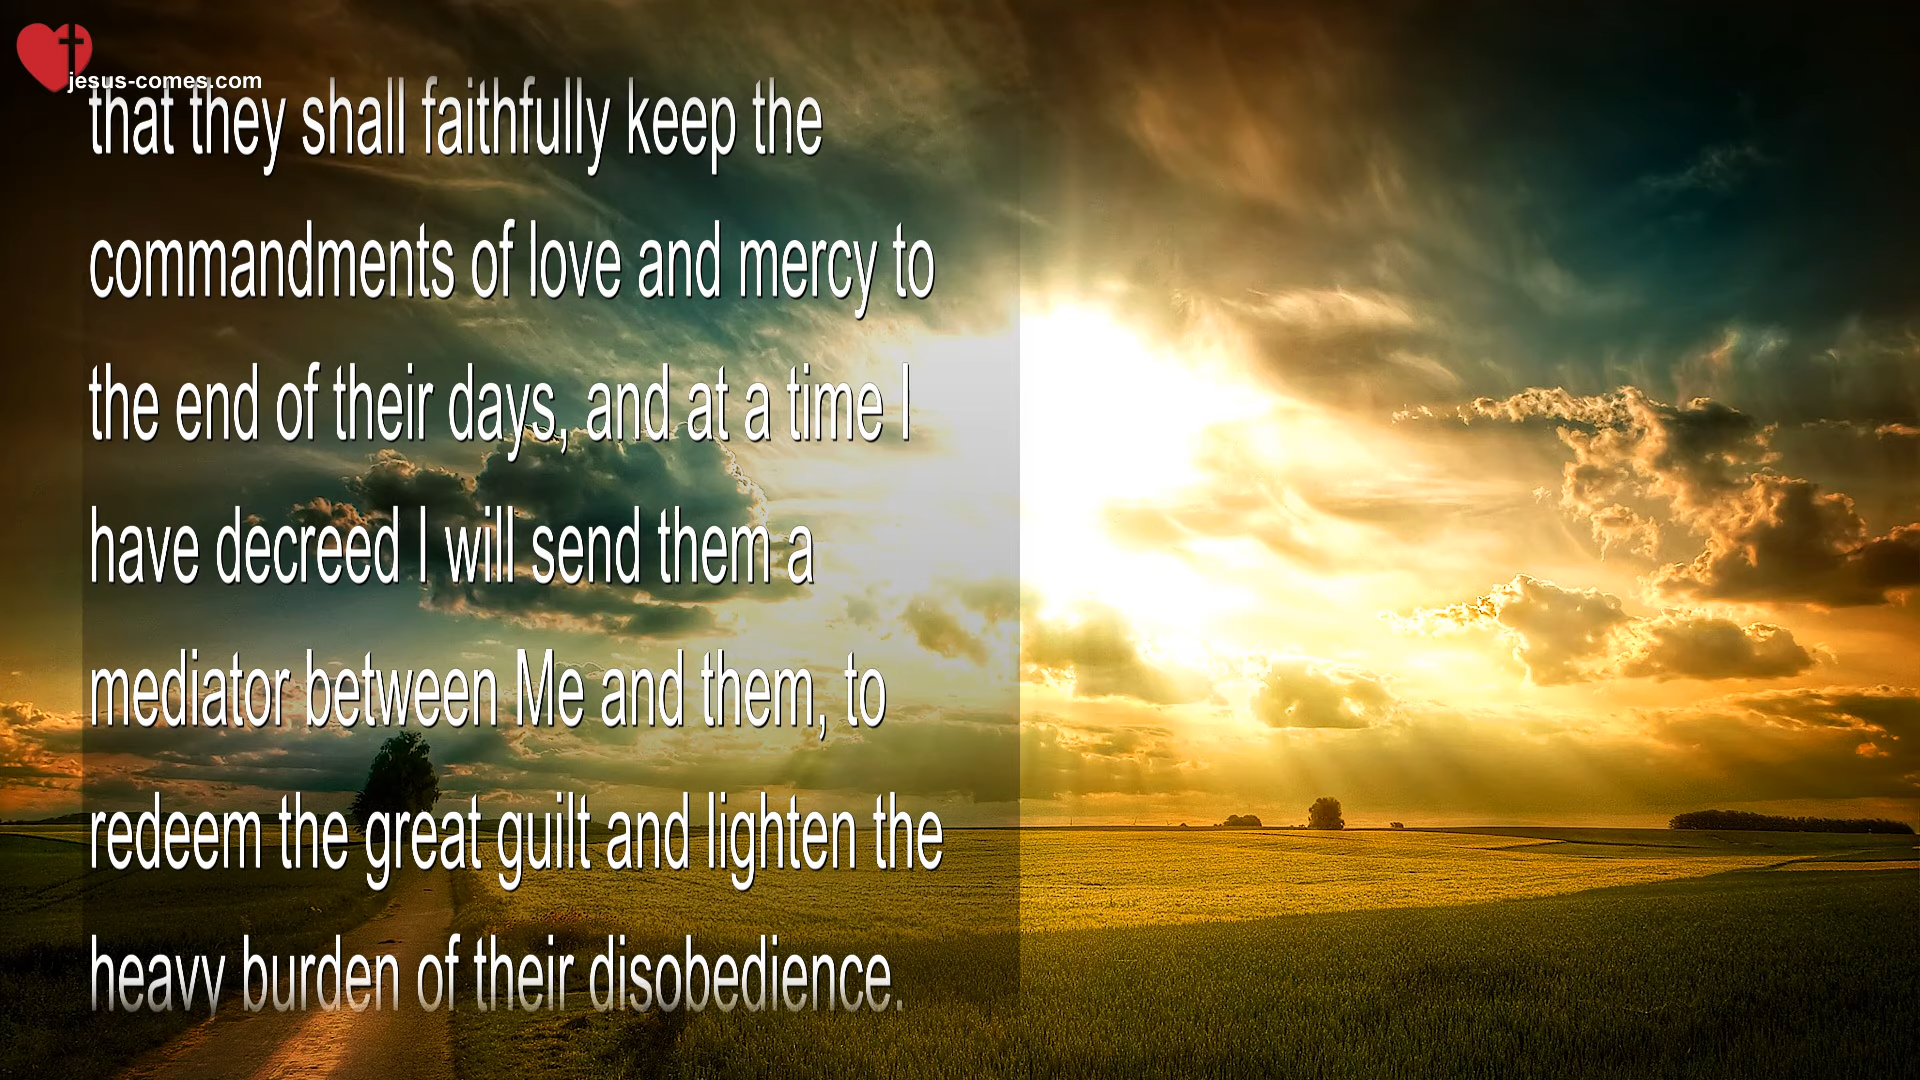 jesus-comes.com
that they shall faithfully keep the
commandments of love and mercy to
the end of their days, and at a time I
have decreed I will send them a
mediator between Me and them, to
redeem the great guilt and lighten the
heavy burden of their disobedience.